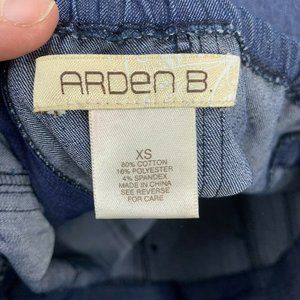 ARDEN B.
XS
80% COTTON
16% POLYESTER
4% SPANDEX
MADE IN CHINA
SEE REVERSE
FOR CARE